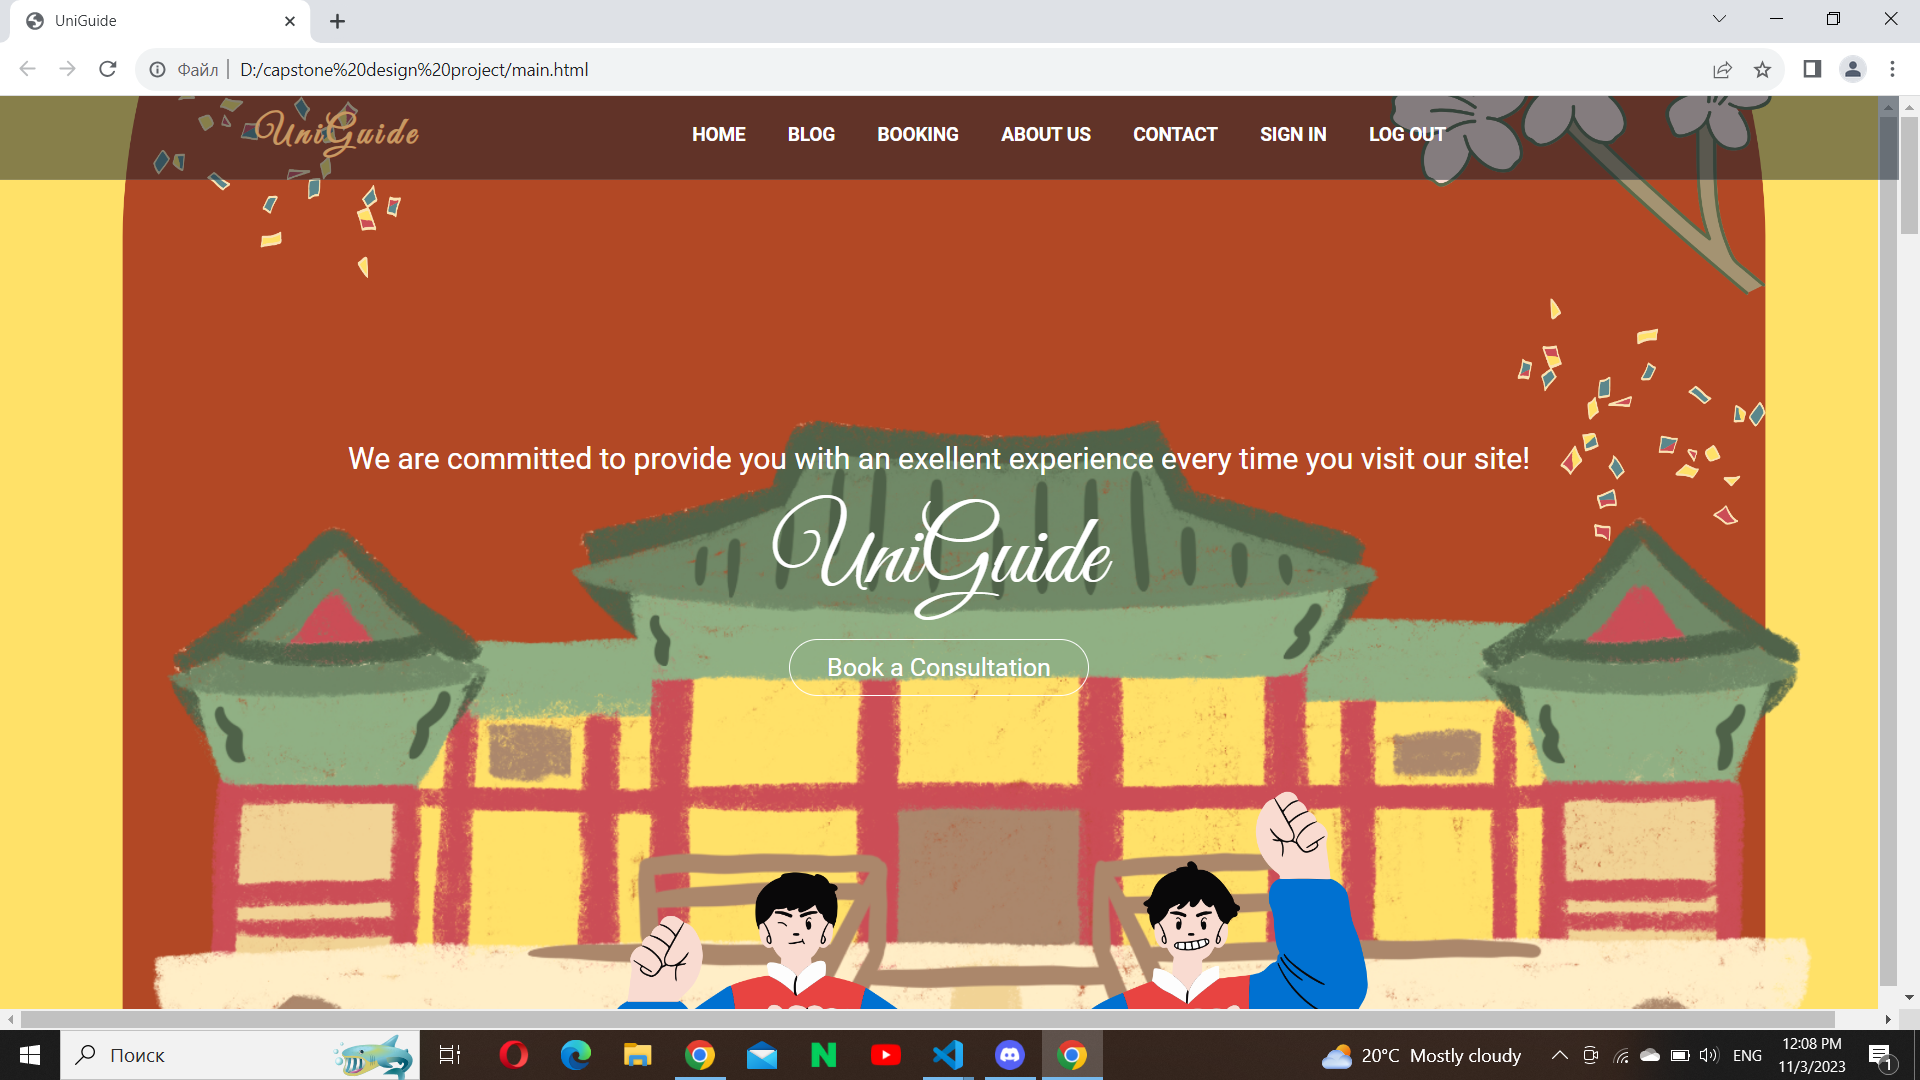 UniGuide
Файл
D:/capstone%20design%20project/main.html
UniGuide
HOME
BLOG
BOOKING
ABOUT US
CONTACT
SIGN IN
LOG OUT
We are committed to provide you with an exellent experience every time you visit our site!
UniGuide
Book a Consultation
Поиск
20°C Mostly cloudy
ENG
12:08 PM
11/3/2023
1